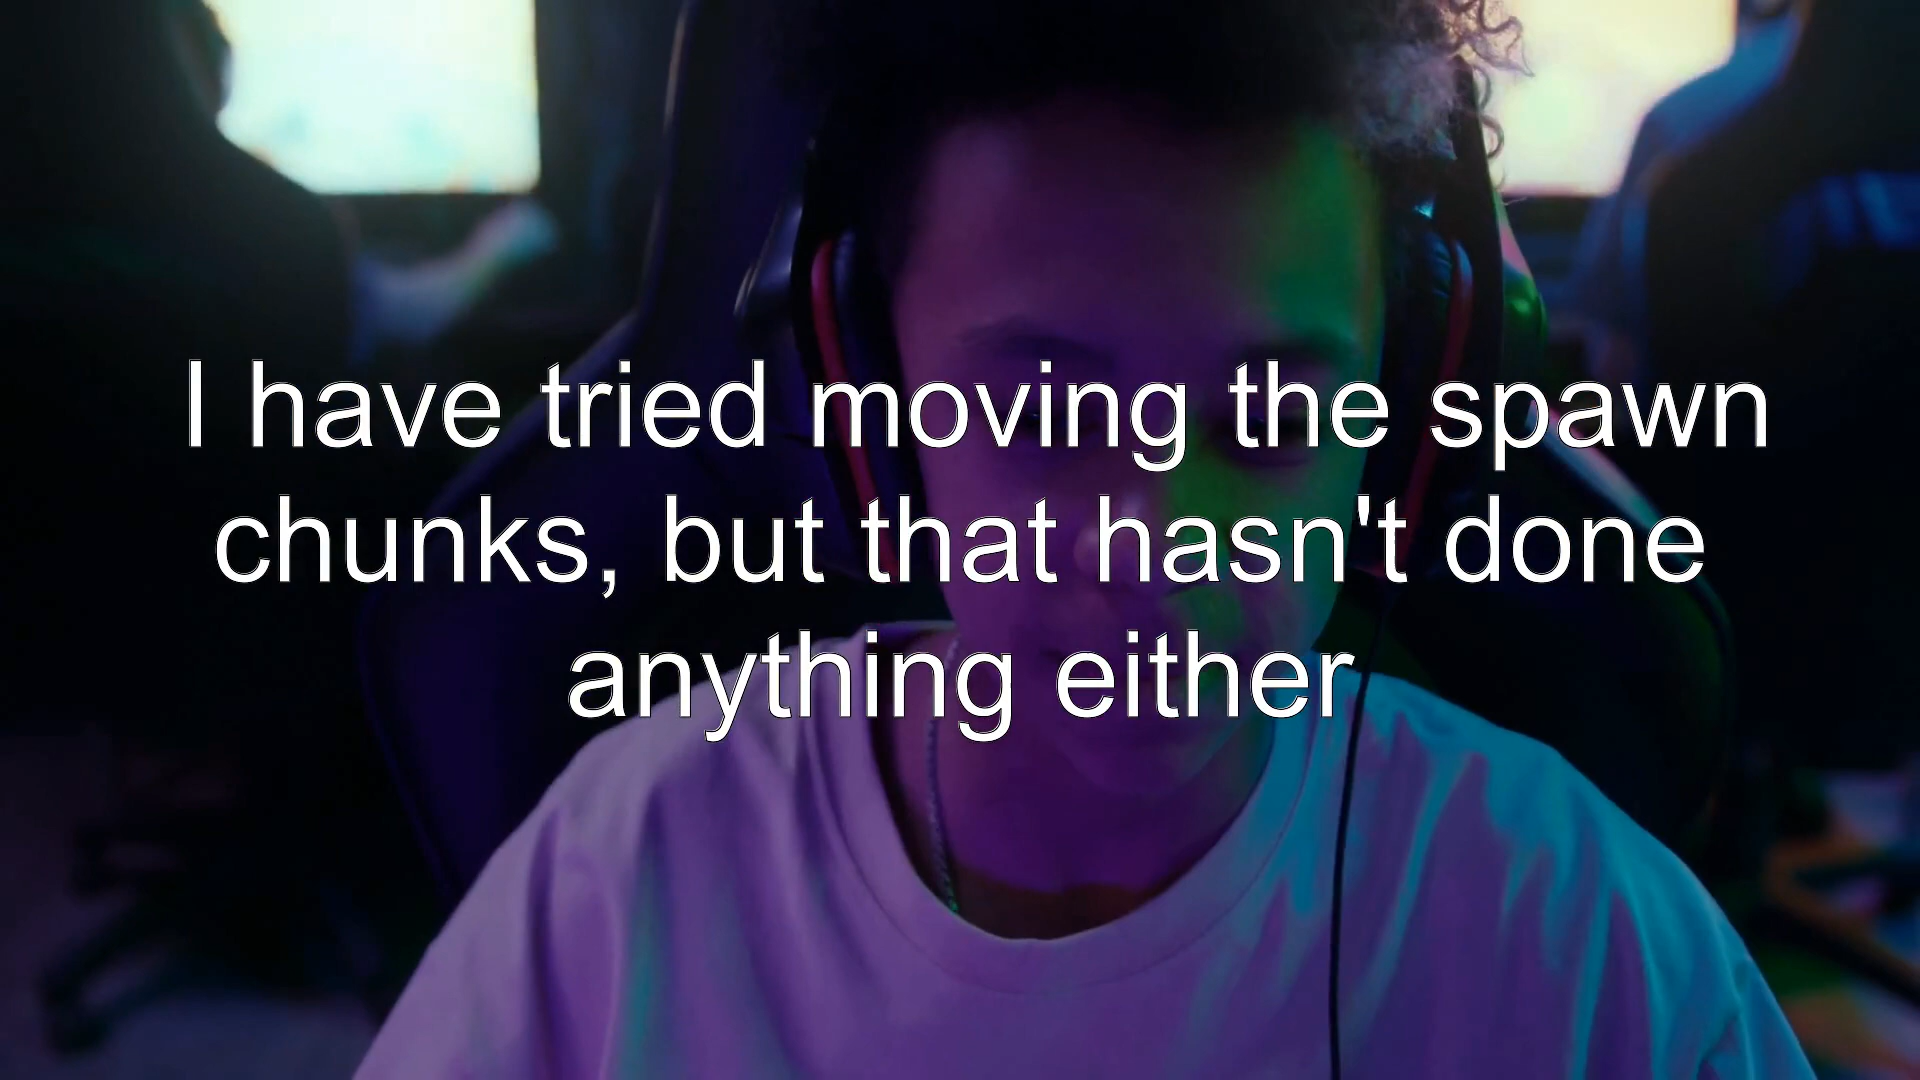 I have tried moving the spawn
chunks, but that hasn't done
anything either